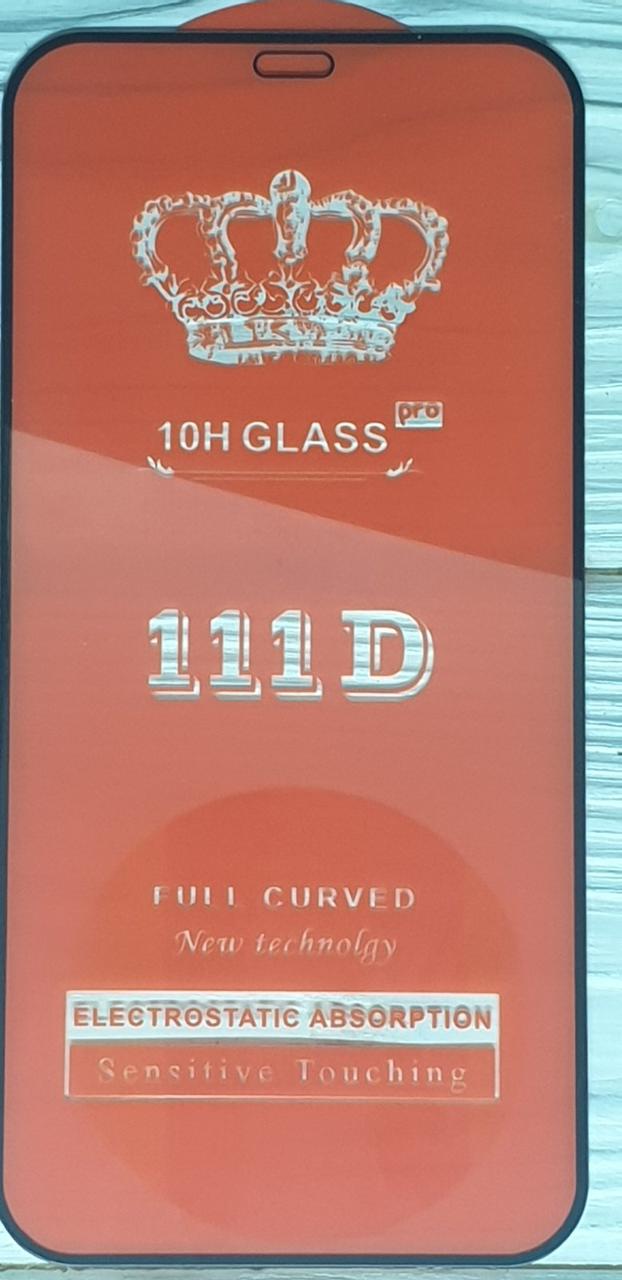 10H GLASS pro
111D
FULL CURVED
New technolgy
ELECTROSTATIC ABSORPTION
Sensitive Touching